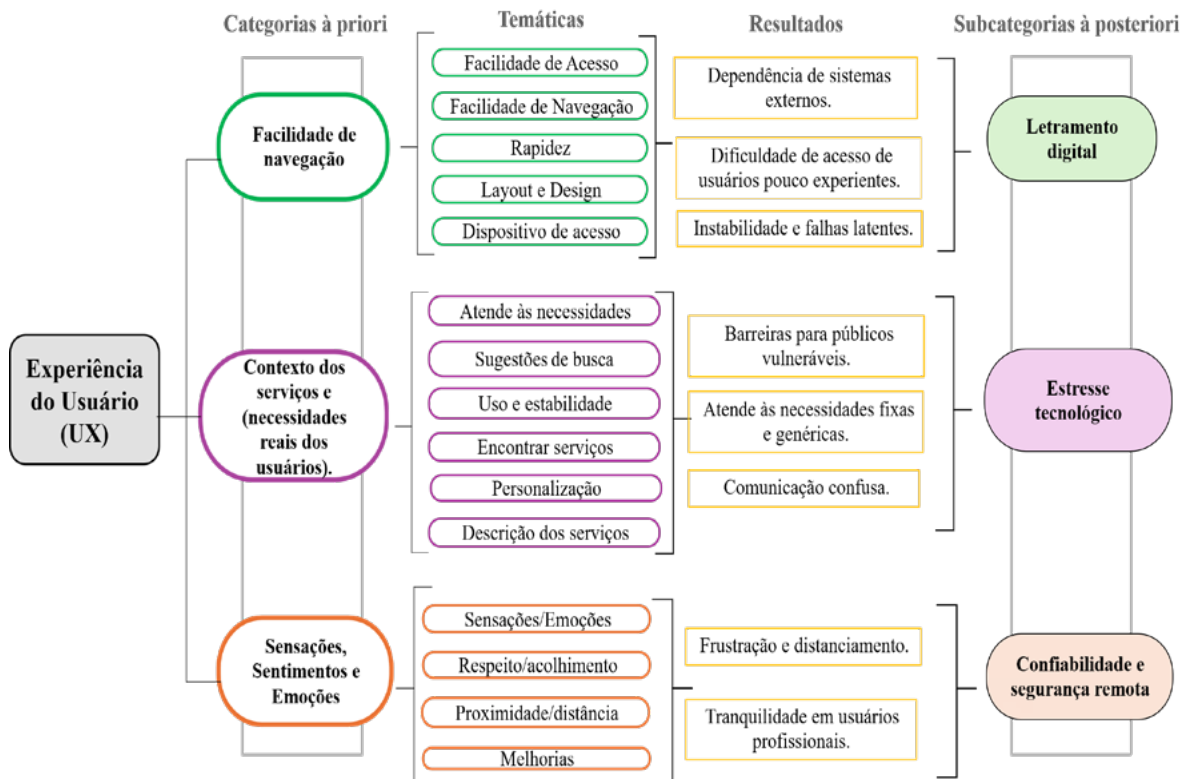 Categorias à priori
Temáticas
Resultados
Subcategorias à posteriori
Experiência
do Usuário
(UX)
Facilidade de
navegação
Facilidade de Acesso
Facilidade de Navegação
Rapidez
Layout e Design
Dispositivo de acesso
Dependência de sistemas
externos.
Dificuldade de acesso de
usuários pouco experientes.
Instabilidade e falhas latentes.
Letramento
digital
Contexto dos
serviços e
(necessidades
reais dos
usuários).
Atende às necessidades
Sugestões de busca
Uso e estabilidade
Encontrar serviços
Personalização
Descrição dos serviços
Barreiras para públicos
vulneráveis.
Atende às necessidades fixas
e genéricas.
Comunicação confusa.
Estresse
tecnológico
Sensações,
Sentimentos e
Emoções
Sensações/Emoções
Respeito/acolhimento
Proximidade/distância
Melhorias
Frustração e distanciamento.
Tranquilidade em usuários
profissionais.
Confiabilidade e
segurança remota